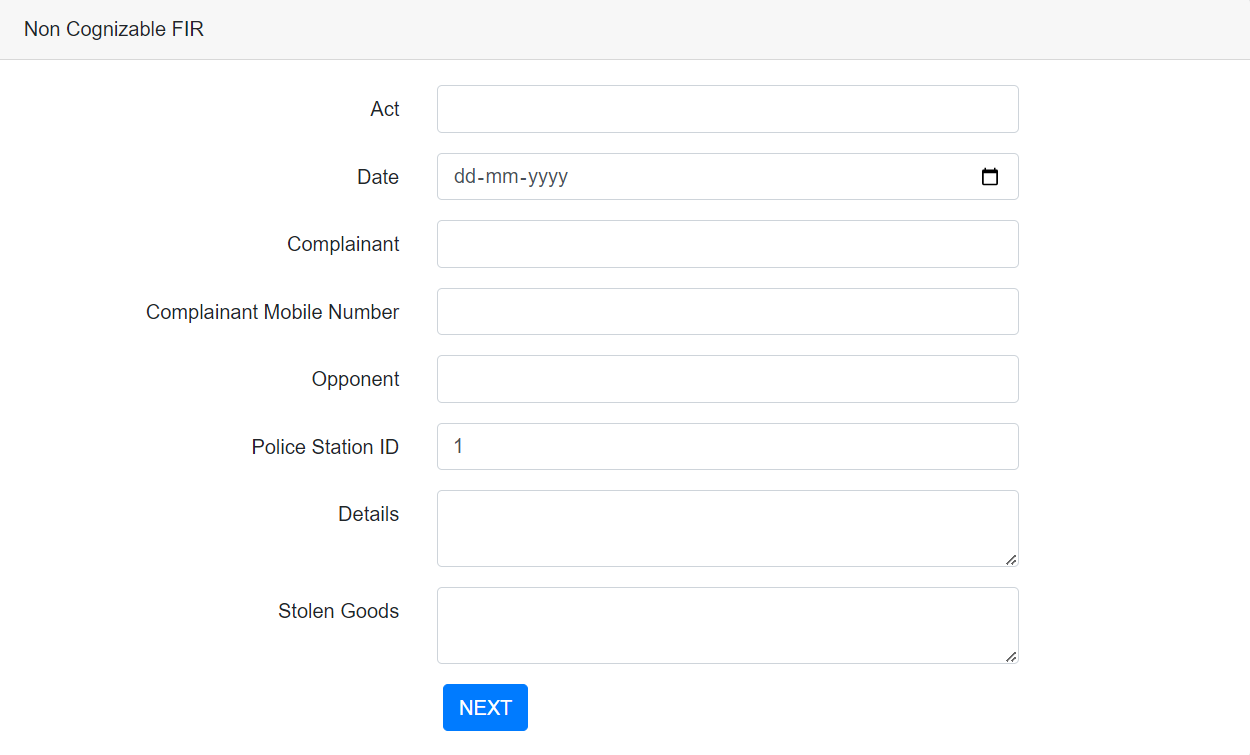 Non Cognizable FIR
Act
Date dd-mm-yyyy
Complainant
Complainant Mobile Number
Opponent
Police Station ID 1
Details
Stolen Goods
NEXT